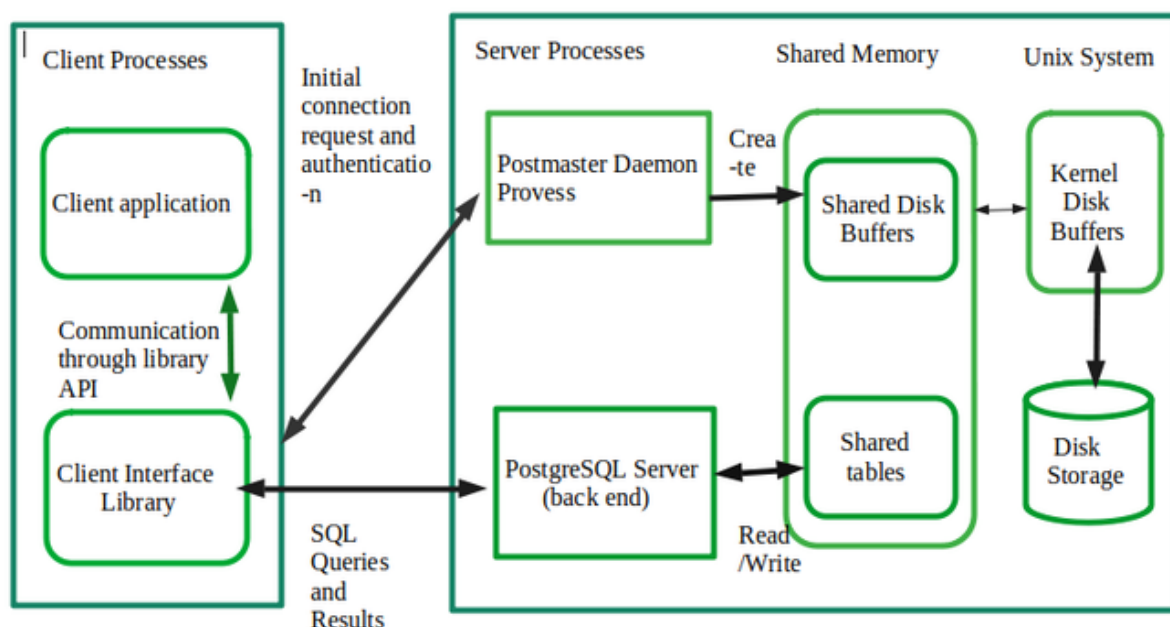 Client Processes
Client application
Communication
through library
API
Client Interface
Library
Initial
connection
request and
authenticatio
-n
SQL
Queries
and
Results
Server Processes
Postmaster Daemon
Provess
PostgreSQL Server
(back end)
Crea
-te
Read
/Write
Shared Memory
Shared Disk
Buffers
Shared
tables
Unix System
Kernel
Disk
Buffers
Disk
Storage